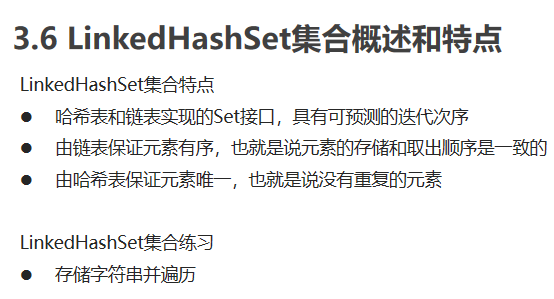 3.6 LinkedHashSet集合概述和特点
LinkedHashSet集合特点
● 哈希表和链表实现的Set接口，具有可预测的迭代次序
● 由链表保证元素有序，也就是说元素的存储和取出顺序是一致的
● 由哈希表保证元素唯一，也就是说没有重复的元素
LinkedHashSet集合练习
● 存储字符串并遍历